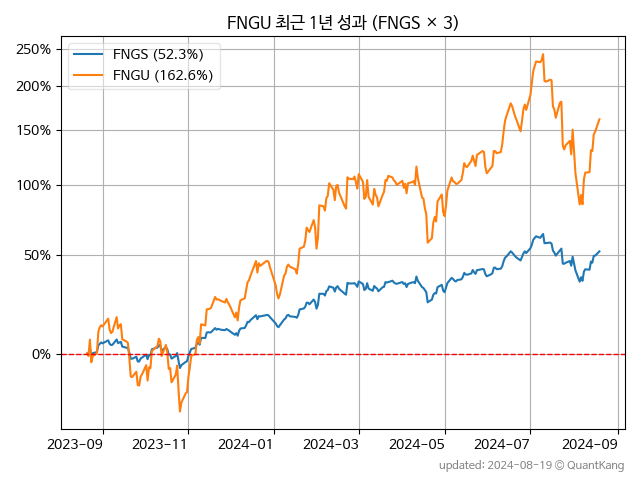 FNGU 최근 1년 성과 (FNGS × 3)
FNGS (52.3%)
FNGU (162.6%)
250%
200%
150%
100%
50%
0%
2023-09 2023-11 2024-01 2024-03 2024-05 2024-07 2024-09
updated: 2024-08-19 © QuantKang